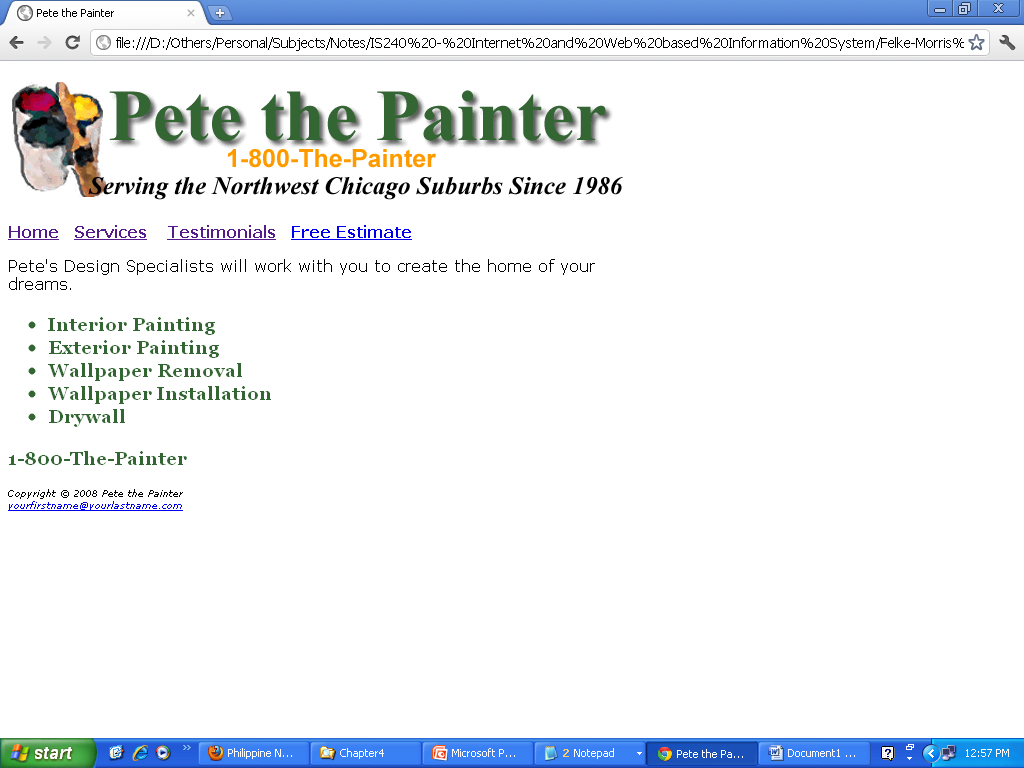 Pete the Painter
file:///D:/Others/Personal/Subjects/Notes/IS240%20-%20Internet%20and%20Web%20based%20Information%20System/Felke-Morris%
Pete the Painter
1-800-The-Painter
Serving the Northwest Chicago Suburbs Since 1986
Home Services Testimonials Free Estimate
Pete's Design Specialists will work with you to create the home of your
dreams.
• Interior Painting
• Exterior Painting
• Wallpaper Removal
• Wallpaper Installation
• Drywall
1-800-The-Painter
Copyright © 2008 Pete the Painter
yourfirstname@yourlastname.com
start Philippine N... Chapter4 Microsoft P... 2 Notepad Pete the Pa... Document1 ... 12:57 PM